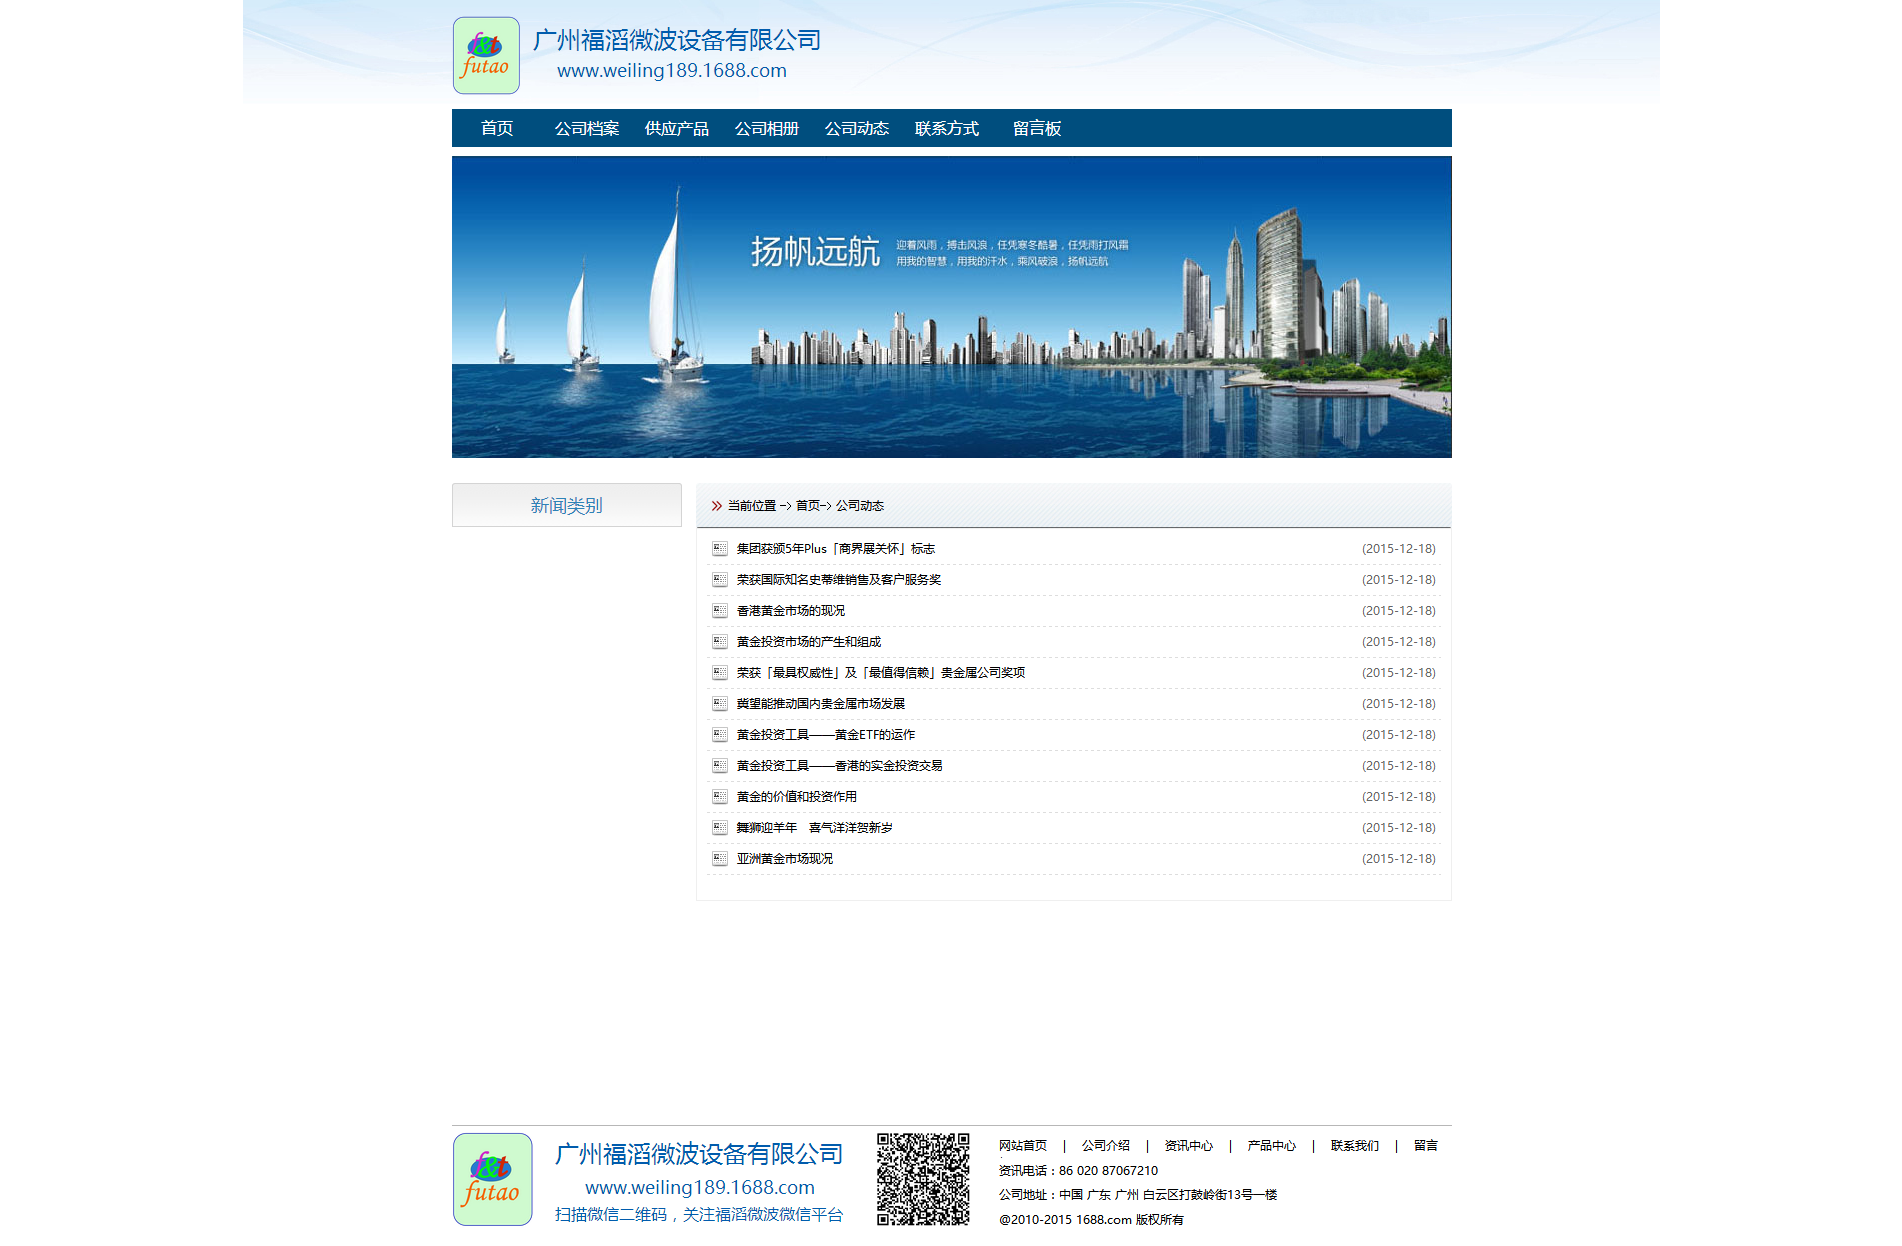 f&t
futao
广州福滔微波设备有限公司
www.weiling189.1688.com
首页 公司档案 供应产品 公司相册 公司动态 联系方式 留言板
扬帆远航
迎着风雨，搏击风浪，任凭寒冬酷暑，任凭雨打风霜
用我的智慧，用我的汗水，乘风破浪，扬帆远航
新闻类别
当前位置 -> 首页-> 公司动态
集团获颁5年Plus「商界展关怀」标志 (2015-12-18)
荣获国际知名史蒂维销售及客户服务奖 (2015-12-18)
香港黄金市场的现况 (2015-12-18)
黄金投资市场的产生和组成 (2015-12-18)
荣获「最具权威性」及「最值得信赖」贵金属公司奖项 (2015-12-18)
冀望能推动国内贵金属市场发展 (2015-12-18)
黄金投资工具——黄金ETF的运作 (2015-12-18)
黄金投资工具——香港的实金投资交易 (2015-12-18)
黄金的价值和投资作用 (2015-12-18)
舞狮迎羊年　喜气洋洋贺新岁 (2015-12-18)
亚洲黄金市场现况 (2015-12-18)
f&t
futao
广州福滔微波设备有限公司
www.weiling189.1688.com
扫描微信二维码，关注福滔微波微信平台
网站首页 | 公司介绍 | 资讯中心 | 产品中心 | 联系我们 | 留言
资讯电话：86 020 87067210
公司地址：中国 广东 广州 白云区打鼓岭街13号一楼
@2010-2015 1688.com 版权所有